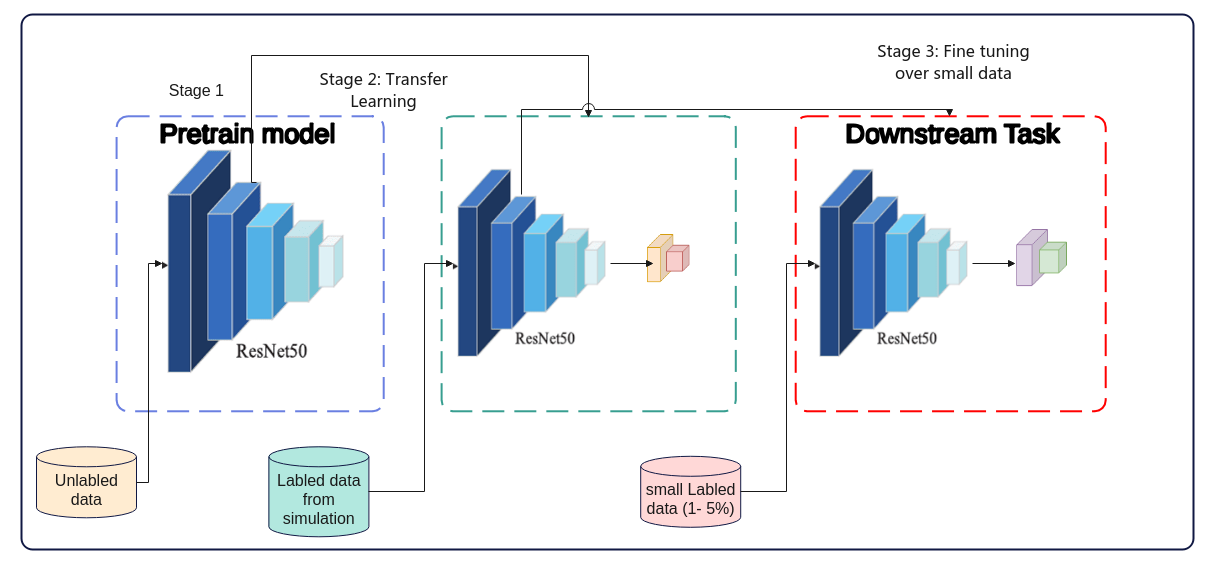 Stage 1
Pretrain model
ResNet50
Unlabled
data
Stage 2: Transfer
Learning
ResNet50
Labled data
from
simulation
Stage 3: Fine tuning
over small data
Downstream Task
ResNet50
small Labled
data (1- 5%)